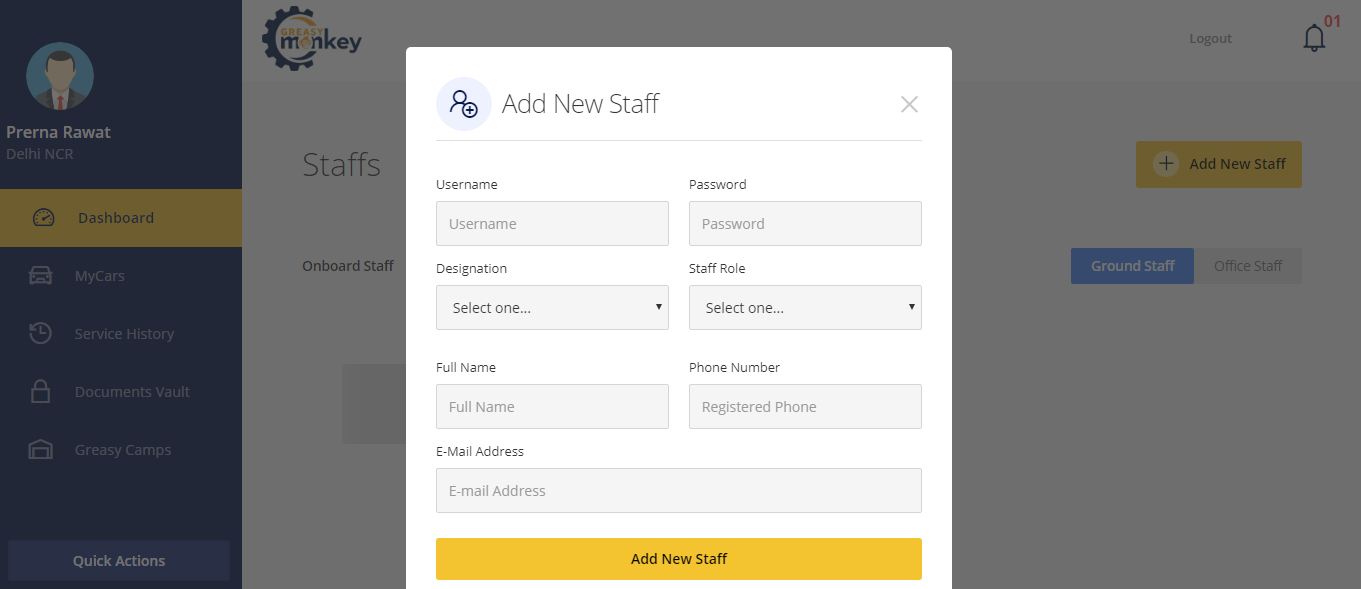 Prerna Rawat
Delhi NCR
Dashboard
MyCars
Service History
Documents Vault
Greasy Camps
Quick Actions
GREASY
monkey
Logout
01
Staffs
Add New Staff
Onboard Staff
Ground Staff
Office Staff
Add New Staff
Username Password
Username Password
Designation Staff Role
Select one... Select one...
Full Name Phone Number
Full Name Registered Phone
E-Mail Address
E-mail Address
Add New Staff